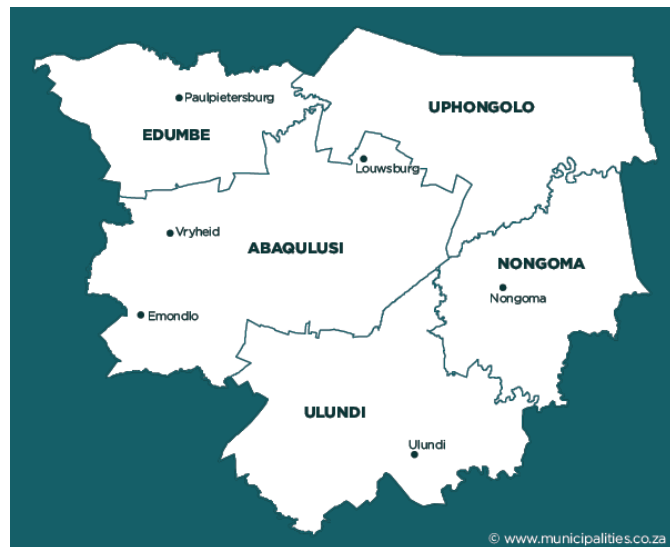 Paulpietersburg
UPHONGOLO
EDUMBE
Louwsburg
Vryheid
ABAQULUSI
NONGOMA
Nongoma
Emondlo
ULUNDI
Ulundi
© www.municipalities.co.za